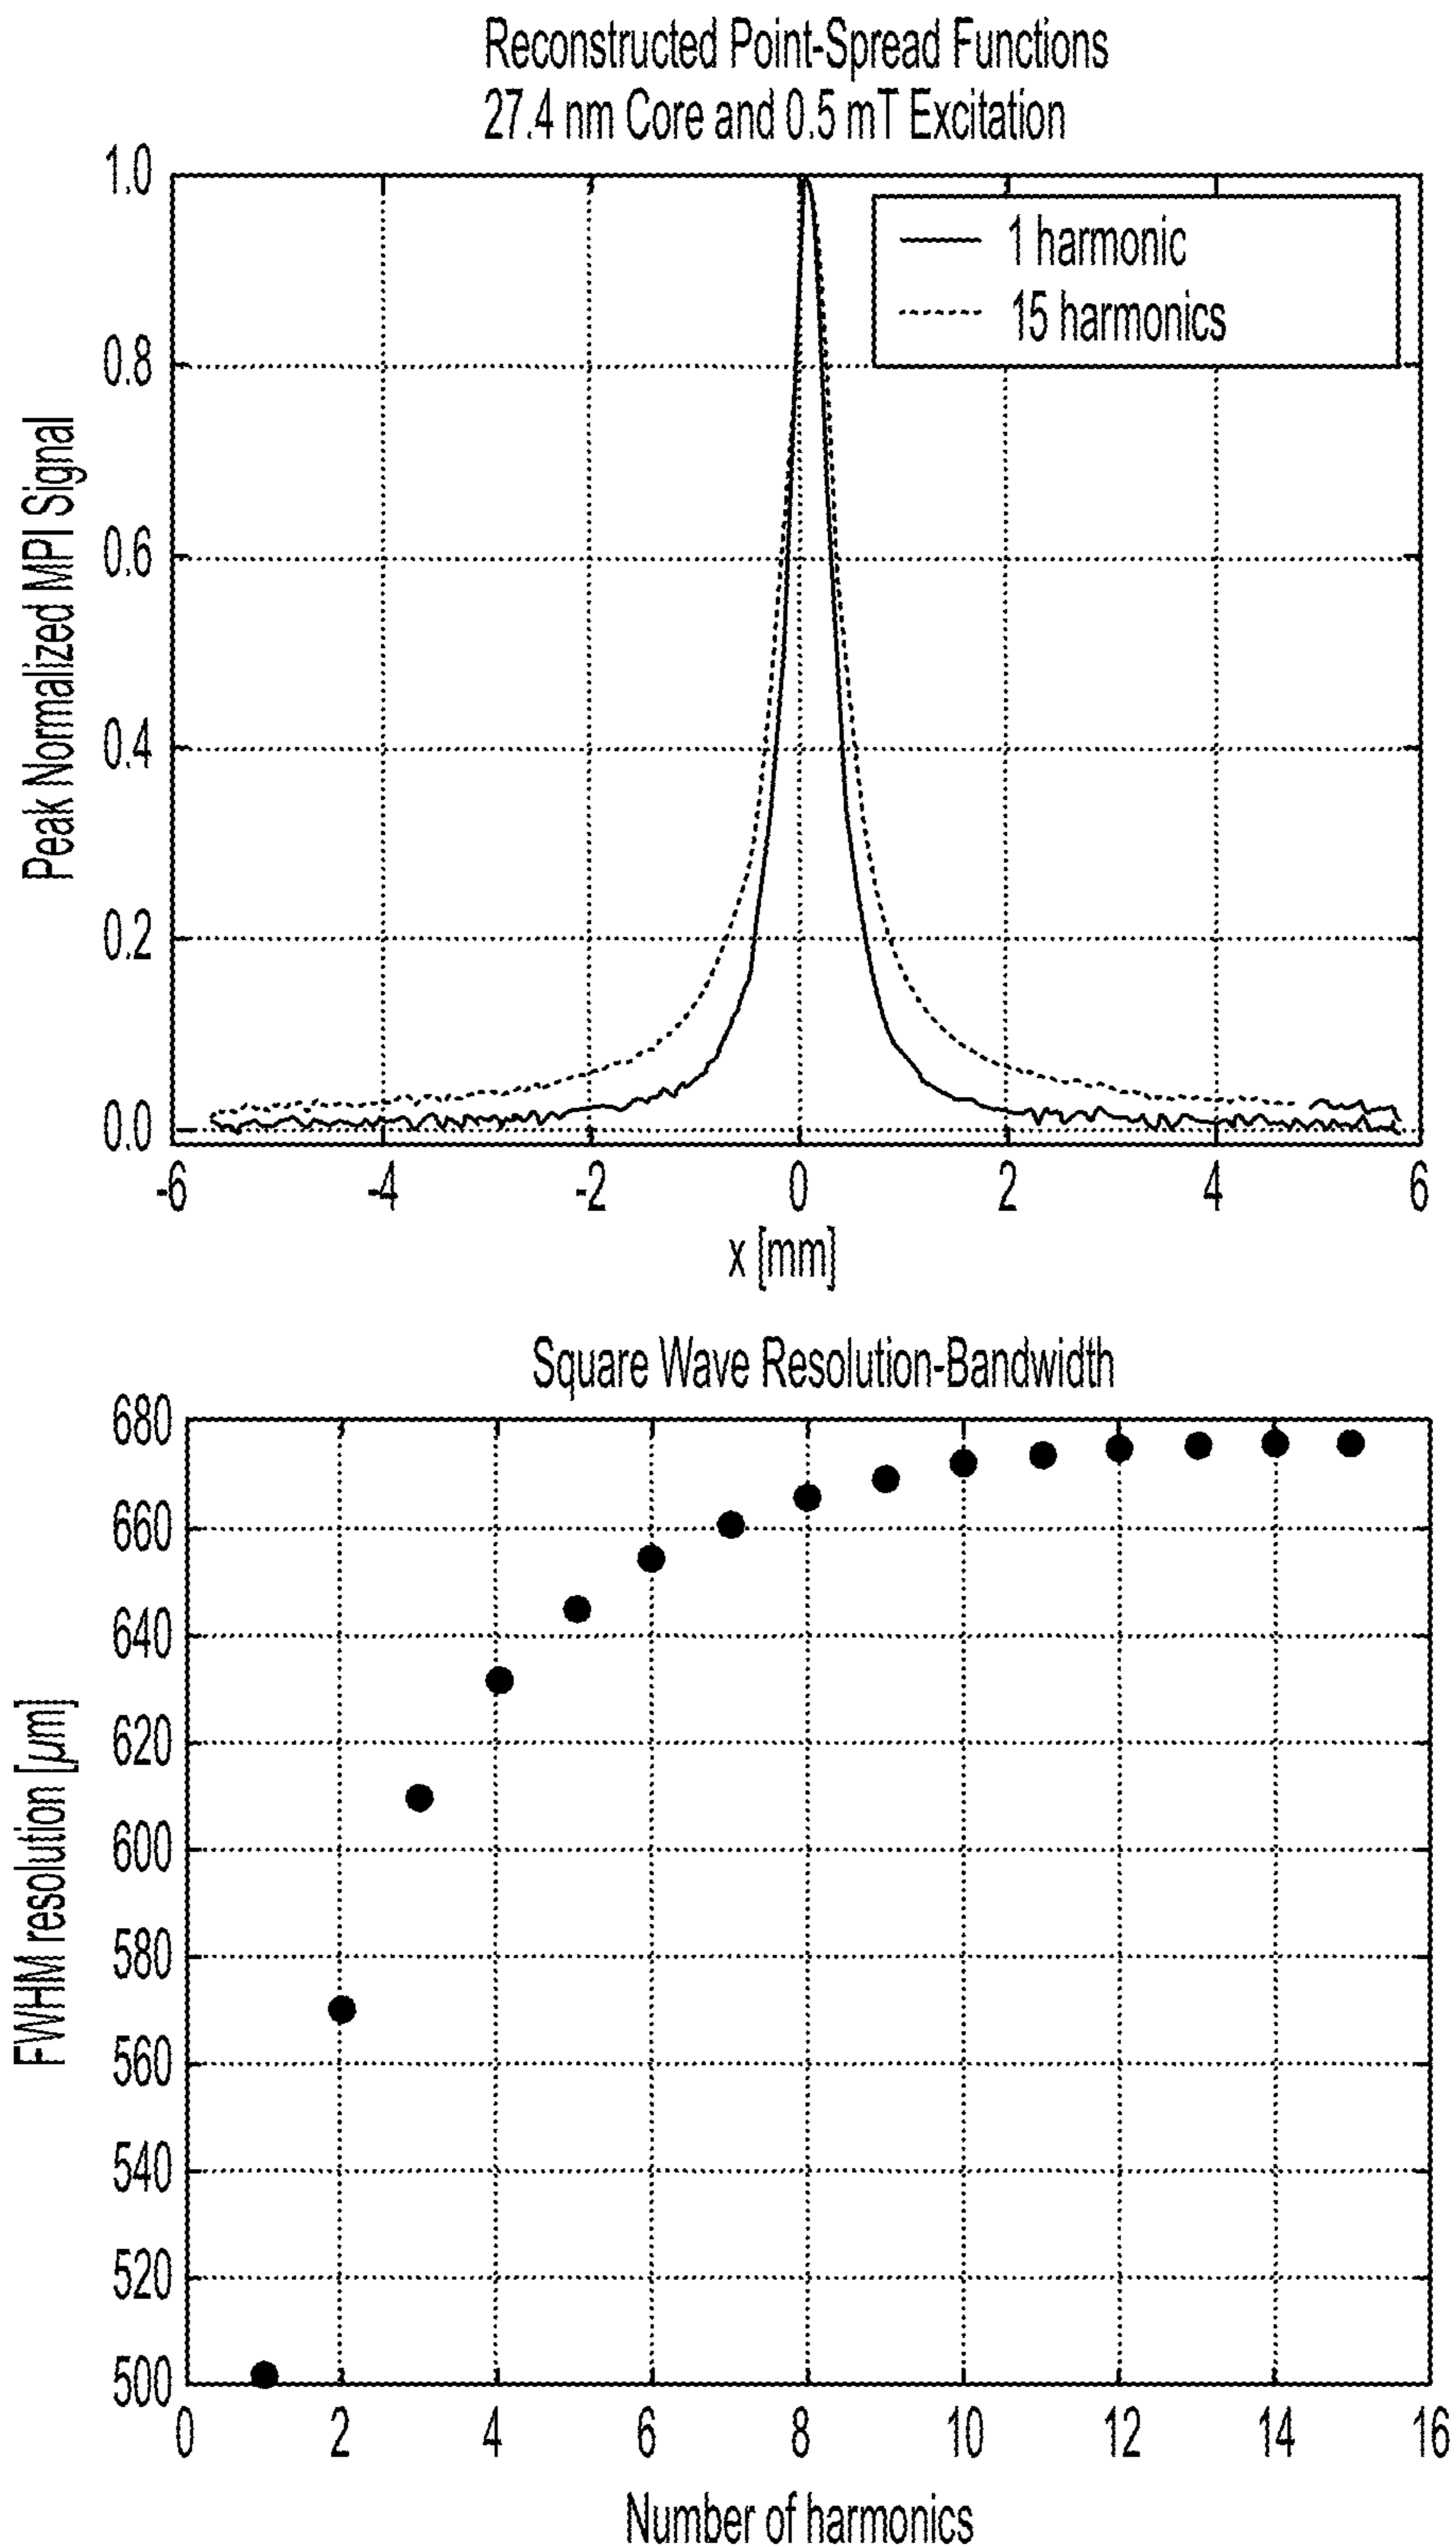 Reconstructed Point-Spread Functions
27.4 nm Core and 0.5 mT Excitation
1.0
0.8
0.6
0.4
0.2
0.0
Peak Normalized MPI Signal
1 harmonic
15 harmonics
-6 -4 -2 0 2 4 6
x [mm]
Square Wave Resolution-Bandwidth
680
660
640
620
600
580
560
540
520
500
FWHM resolution [μm]
0 2 4 6 8 10 12 14 16
Number of harmonics